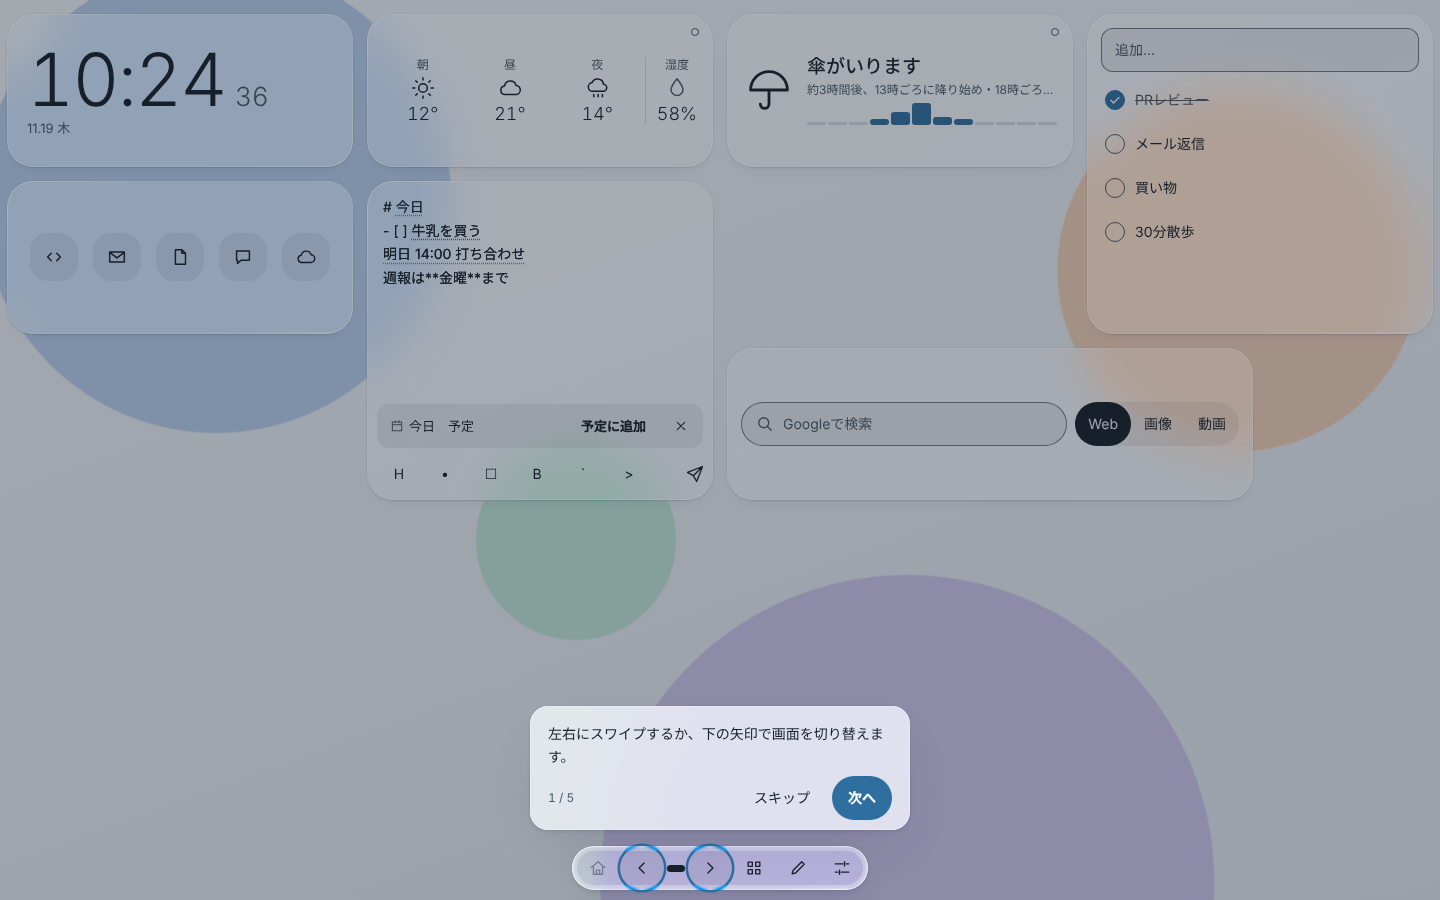 10:24 36
11.19 木
朝 昼 夜 湿度
12° 21° 14° 58%
傘がいります
約3時間後、13時ごろに降り始め・18時ごろ...
追加...
PRレビュー
メール返信
買い物
30分散歩
# 今日
- [ ] 牛乳を買う
明日 14:00 打ち合わせ
週報は**金曜**まで
今日 予定 予定に追加
H • □ B ` >
Googleで検索
Web 画像 動画
左右にスワイプするか、下の矢印で画面を切り替えま
す。
1 / 5 スキップ 次へ